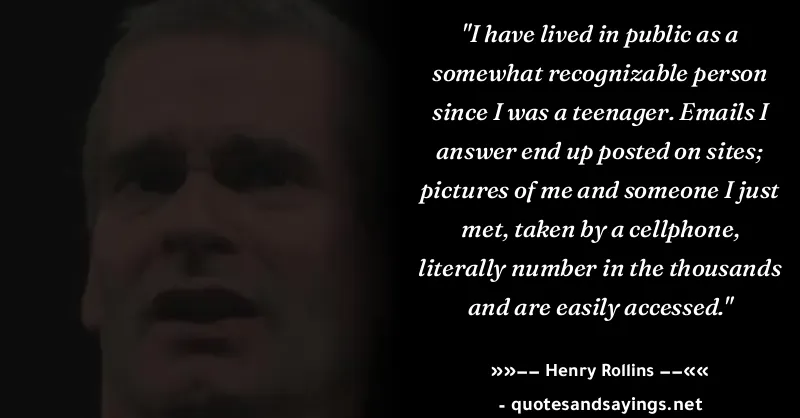 "I have lived in public as a
somewhat recognizable person
since I was a teenager. Emails I
answer end up posted on sites;
pictures of me and someone I just
met, taken by a cellphone,
literally number in the thousands
and are easily accessed."
»»−− Henry Rollins −−««
- quotesandsayings.net